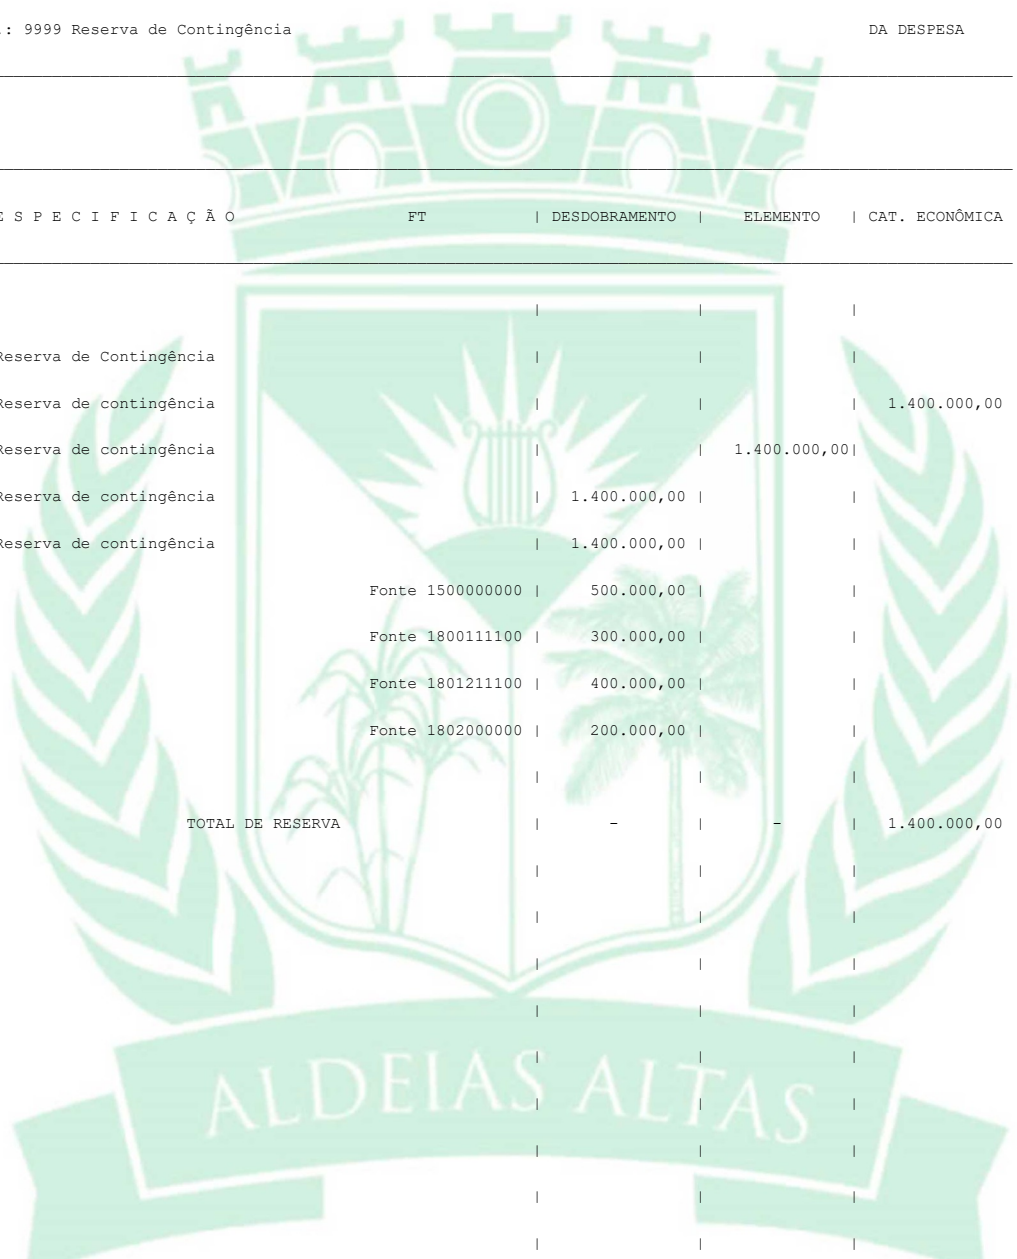 : 9999 Reserva de Contingência DA DESPESA
E S P E C I F I C A Ç Ã O FT | DESDOBRAMENTO | ELEMENTO | CAT. ECONÔMICA
| | |
Reserva de Contingência | | |
Reserva de contingência | | | 1.400.000,00
Reserva de contingência | | 1.400.000,00|
Reserva de contingência | 1.400.000,00 | |
Reserva de contingência | 1.400.000,00 | |
Fonte 1500000000 | 500.000,00 | |
Fonte 1800111100 | 300.000,00 | |
Fonte 1801211100 | 400.000,00 | |
Fonte 1802000000 | 200.000,00 | |
| | |
TOTAL DE RESERVA | - | - | 1.400.000,00
| | |
| | |
| | |
| | |
| | |
ALDEIAS ALTAS
| | |
| | |
| | |
| | |